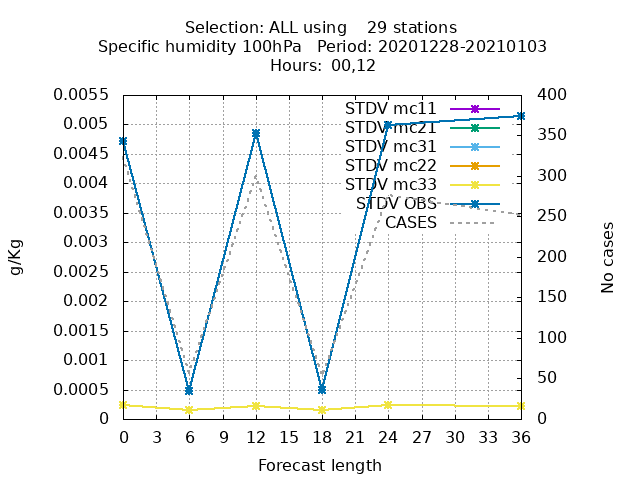 Selection: ALL using    29 stations
Specific humidity 100hPa   Period: 20201228-20210103
Hours: 00,12
0.0055
0.005
0.0045
0.004
0.0035
0.003
0.0025
0.002
0.0015
0.001
0.0005
0
g/Kg
STDV mc11
STDV mc21
STDV mc31
STDV mc22
STDV mc33
STDV OBS
CASES
400
350
300
250
200
150
100
50
0
No cases
0 3 6 9 12 15 18 21 24 27 30 33 36
Forecast length